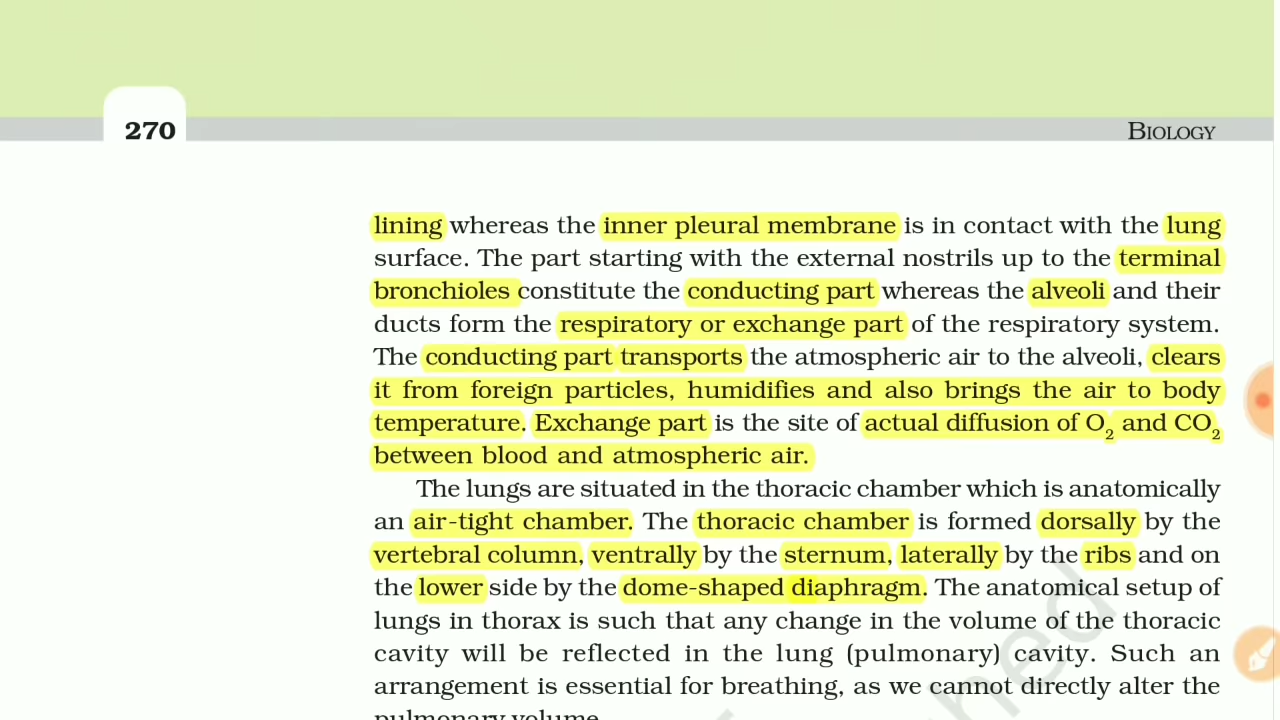 270
BIOLOGY
lining whereas the inner pleural membrane is in contact with the lung
surface. The part starting with the external nostrils up to the terminal
bronchioles constitute the conducting part whereas the alveoli and their
ducts form the respiratory or exchange part of the respiratory system.
The conducting part transports the atmospheric air to the alveoli, clears
it from foreign particles, humidifies and also brings the air to body
temperature. Exchange part is the site of actual diffusion of O₂ and CO₂
between blood and atmospheric air.
The lungs are situated in the thoracic chamber which is anatomically
an air-tight chamber. The thoracic chamber is formed dorsally by the
vertebral column, ventrally by the sternum, laterally by the ribs and on
the lower side by the dome-shaped diaphragm. The anatomical setup of
lungs in thorax is such that any change in the volume of the thoracic
cavity will be reflected in the lung (pulmonary) cavity. Such an
arrangement is essential for breathing, as we cannot directly alter the
pulmonary volume.